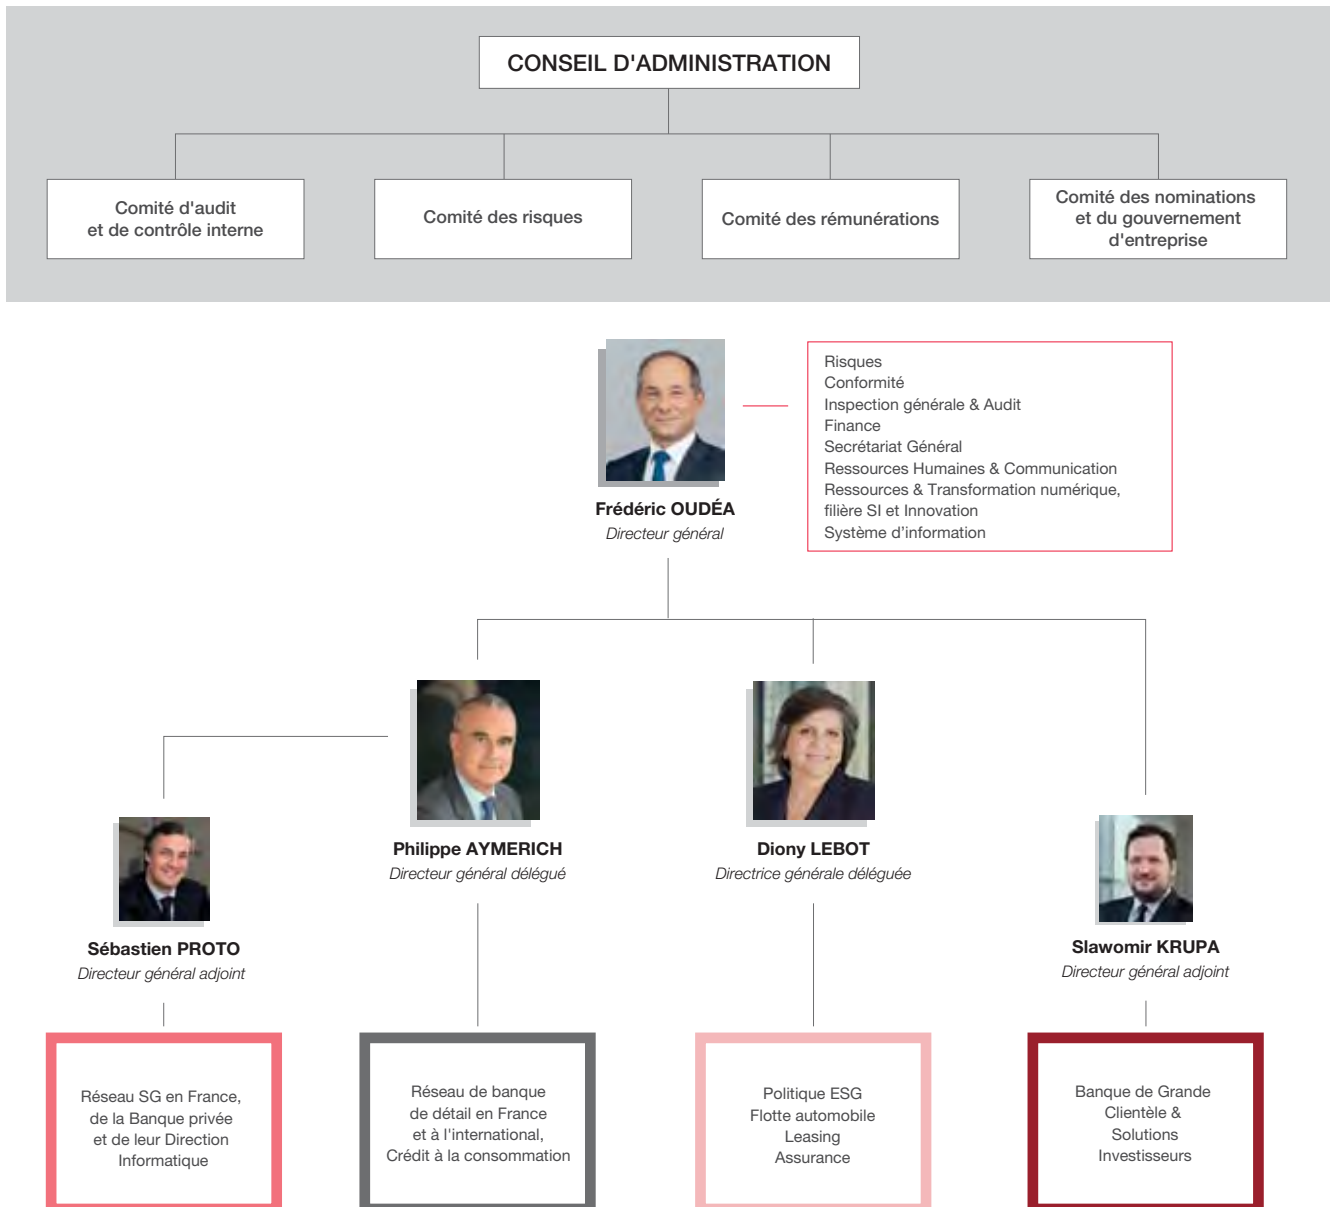 CONSEIL D'ADMINISTRATION
Comité d'audit
et de contrôle interne
Comité des risques
Comité des rémunérations
Comité des nominations
et du gouvernement
d'entreprise
Risques
Conformité
Inspection générale & Audit
Finance
Secrétariat Général
Ressources Humaines & Communication
Ressources & Transformation numérique,
filière SI et Innovation
Système d'information
Frédéric OUDÉA
Directeur général
Philippe AYMERICH
Directeur général délégué
Diony LEBOT
Directrice générale déléguée
Sébastien PROTO
Directeur général adjoint
Slawomir KRUPA
Directeur général adjoint
Réseau SG en France,
de la Banque privée
et de leur Direction
Informatique
Réseau de banque
de détail en France
et à l'international,
Crédit à la consommation
Politique ESG
Flotte automobile
Leasing
Assurance
Banque de Grande
Clientèle &
Solutions
Investisseurs